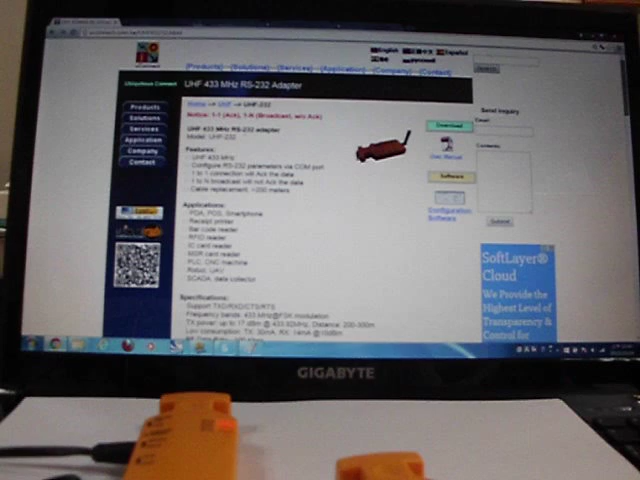 English
Español
[Products] [Solutions] [Services] [Application] [Company] [Contact]
Search
Ubiquitous Connect
UHF 433 MHz RS-232 Adapter
Products
Solutions
Services
Application
Company
Contact
Home --> UHF --> UHF-232
Notice: 1-1 (Ack), 1-N (Broadcast, w/o Ack)
UHF 433 MHz RS-232 adapter
Model: UHF-232
Features:
UHF 433 MHz
Configure RS-232 parameters via COM port
1 to 1 connection will Ack the data
1 to N broadcast will not Ack the data
Cable replacement, >200 meters
Applications:
PDA, POS, Smartphone
Receipt printer
Bar code reader
RFID reader
IC card reader
MSR card reader
PLC, CNC machine
Robot, UAV
SCADA, data collector
Specifications:
Support TXD/RXD/CTS/RTS
Frequency bands: 433 MHz@FSK modulation
TX power: up to 17 dBm @ 433.92MHz, Distance: 200-300m
Low consumption: TX: 30mA, RX: 14mA @
Download
User Manual
Software
Configuration
Software
Send inquiry
Email:
Contents:
Submit
SoftLayer®
Cloud
We Provide the
Highest Level of
Transparency &
Control for
GIGABYTE